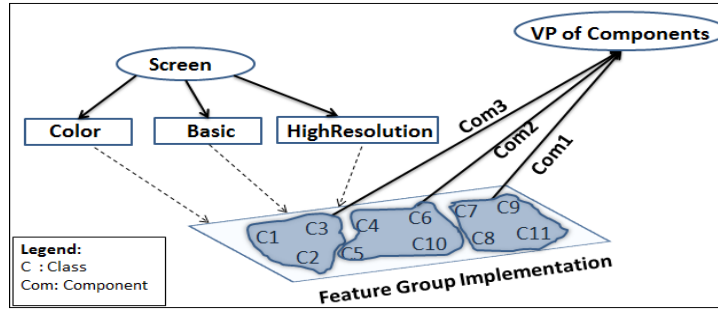 VP of Components
Screen
Color
Basic
HighResolution
Com3
Com2
Com1
C1
C3
C2
C4
C6
C5
C10
C7
C9
C8
C11
Feature Group Implementation
Legend:
C : Class
Com: Component